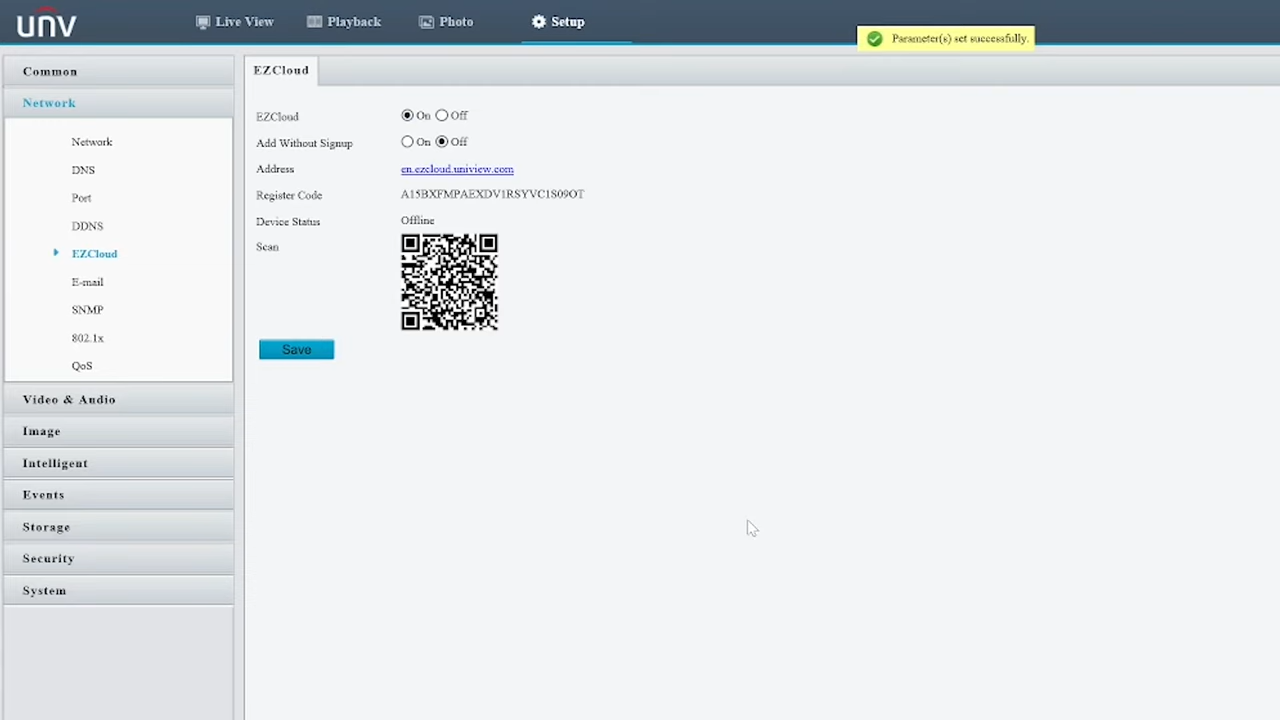 unv
Live View
Playback
Photo
Setup
Parameter(s) set successfully.
Common
Network
Network
DNS
Port
DDNS
EZCloud
E-mail
SNMP
802.1x
QoS
Video & Audio
Image
Intelligent
Events
Storage
Security
System
EZCloud
EZCloud On Off
Add Without Signup On Off
Address en.ezcloud.uniview.com
Register Code A15BXFMPAEXDV1RSYVC1S09OT
Device Status Offline
Scan
Save